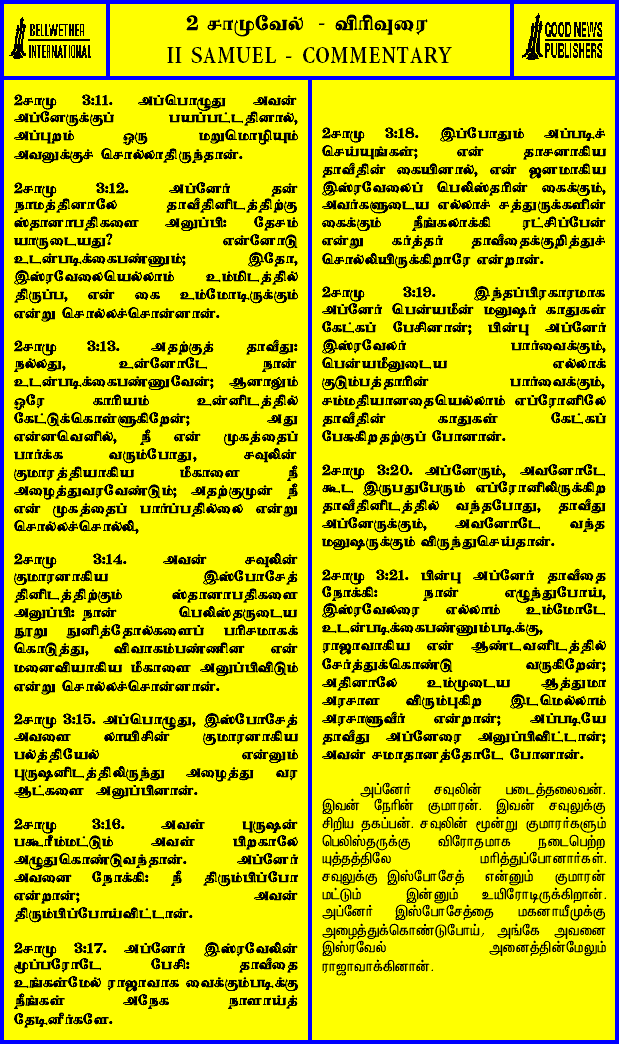 BELLWETHER
INTERNATIONAL
2 சாமுவேல் - விரிவுரை
II SAMUEL - COMMENTARY
GOOD NEWS
PUBLISHERS
2சாமு 3:11. அப்பொழுது அவன்
அப்னேருக்குப் பயப்பட்டதினால்,
அப்புறம் ஒரு மறுமொழியும்
அவனுக்குச் சொல்லாதிருந்தான்.
2சாமு 3:12. அப்னேர் தன்
நாமத்தினாலே தாவீதினிடத்திற்கு
ஸ்தானாபதிகளை அனுப்பி: தேசம்
யாருடையது? என்னோடு
உடன்படிக்கைபண்ணும்; இதோ,
இஸ்ரவேலையெல்லாம் உம்மிடத்தில்
திருப்ப, என் கை உம்மோடிருக்கும்
என்று சொல்லச்சொன்னான்.
2சாமு 3:13. அதற்குத் தாவீது:
நல்லது, உன்னோடே நான்
உடன்படிக்கைபண்ணுவேன்; ஆனாலும்
ஒரே காரியம் உன்னிடத்தில்
கேட்டுக்கொள்ளுகிறேன்; அது
என்னவெனில், நீ என் முகத்தைப்
பார்க்க வரும்போது, சவுலின்
குமாரத்தியாகிய மீகாளை நீ
அழைத்துவரவேண்டும்; அதற்குமுன் நீ
என் முகத்தைப் பார்ப்பதில்லை என்று
சொல்லச்சொல்லி,
2சாமு 3:14. அவன் சவுலின்
குமாரனாகிய இஸ்போசேத்
தினிடத்திற்கும் ஸ்தானாபதிகளை
அனுப்பி: நான் பெலிஸ்தருடைய
நூறு நுனித்தோல்களைப் பரிசமாகக்
கொடுத்து, விவாகம்பண்ணின என்
மனைவியாகிய மீகாளை அனுப்பிவிடும்
என்று சொல்லச்சொன்னான்.
2சாமு 3:15. அப்பொழுது, இஸ்போசேத்
அவளை லாயிசின் குமாரனாகிய
பல்த்தியேல் என்னும்
புருஷனிடத்திலிருந்து அழைத்து வர
ஆட்களை அனுப்பினான்.
2சாமு 3:16. அவள் புருஷன்
பகூரீம்மட்டும் அவள் பிறகாலே
அழுதுகொண்டுவந்தான். அப்னேர்
அவனை நோக்கி: நீ திரும்பிப்போ
என்றான்; அவன்
திரும்பிப்போய்விட்டான்.
2சாமு 3:17. அப்னேர் இஸ்ரவேலின்
மூப்பரோடே பேசி: தாவீதை
உங்கள்மேல் ராஜாவாக வைக்கும்படிக்கு
நீங்கள் அநேக நாளாய்த்
தேடினீர்களே.
2சாமு 3:18. இப்போதும் அப்படிச்
செய்யுங்கள்; என் தாசனாகிய
தாவீதின் கையினால், என் ஜனமாகிய
இஸ்ரவேலைப் பெலிஸ்தரின் கைக்கும்,
அவர்களுடைய எல்லாச் சத்துருக்களின்
கைக்கும் நீங்கலாக்கி ரட்சிப்பேன்
என்று கர்த்தர் தாவீதைக்குறித்துச்
சொல்லியிருக்கிறாரே என்றான்.
2சாமு 3:19. இந்தப்பிரகாரமாக
அப்னேர் பென்யமீன் மனுஷர் காதுகள்
கேட்கப் பேசினான்; பின்பு அப்னேர்
இஸ்ரவேலர் பார்வைக்கும்,
பென்யமீனுடைய எல்லாக்
குடும்பத்தாரின் பார்வைக்கும்,
சம்மதியானதையெல்லாம் எப்ரோனிலே
தாவீதின் காதுகள் கேட்கப்
பேசுகிறதற்குப் போனான்.
2சாமு 3:20. அப்னேரும், அவனோடே
கூட இருபதுபேரும் எப்ரோனிலிருக்கிற
தாவீதினிடத்தில் வந்தபோது, தாவீது
அப்னேருக்கும், அவனோடே வந்த
மனுஷருக்கும் விருந்துசெய்தான்.
2சாமு 3:21. பின்பு அப்னேர் தாவீதை
நோக்கி: நான் எழுந்துபோய்,
இஸ்ரவேலரை எல்லாம் உம்மோடே
உடன்படிக்கைபண்ணும்படிக்கு,
ராஜாவாகிய என் ஆண்டவனிடத்தில்
சேர்த்துக்கொண்டு வருகிறேன்;
அதினாலே உம்முடைய ஆத்துமா
அரசாள விரும்புகிற இடமெல்லாம்
அரசாளுவீர் என்றான்; அப்படியே
தாவீது அப்னேரை அனுப்பிவிட்டான்;
அவன் சமாதானத்தோடே போனான்.
அப்னேர் சவுலின் படைத்தலைவன்.
இவன் நேரின் குமாரன். இவன் சவுலுக்கு
சிறிய தகப்பன். சவுலின் மூன்று குமாரர்களும்
பெலிஸ்தருக்கு விரோதமாக நடைபெற்ற
யுத்தத்திலே மரித்துப்போனார்கள்.
சவுலுக்கு இஸ்போசேத் என்னும் குமாரன்
மட்டும் இன்னும் உயிரோடிருக்கிறான்.
அப்னேர் இஸ்போசேத்தை மகனாயீமுக்கு
அழைத்துக்கொண்டுபோய், அங்கே அவனை
இஸ்ரவேல் அனைத்தின்மேலும்
ராஜாவாக்கினான்.